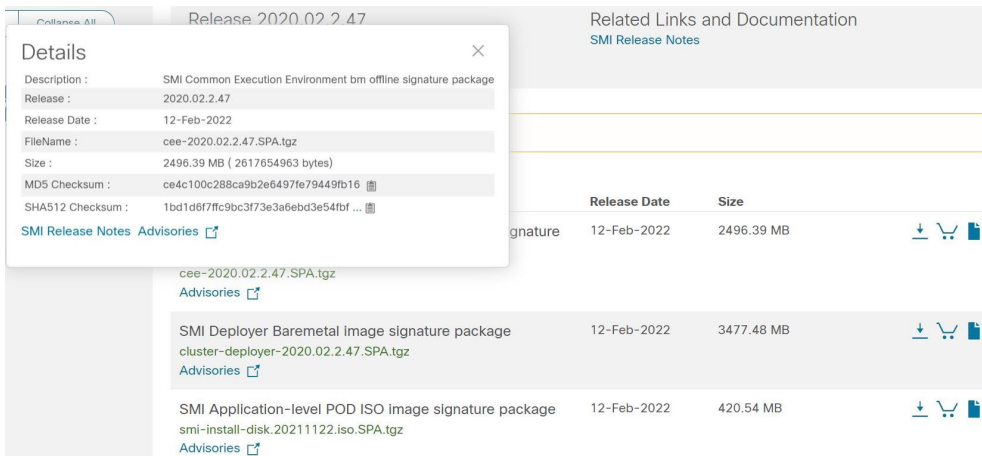 Collapse All
Release 2020.02.2.47
Related Links and Documentation
SMI Release Notes
Details
Description : SMI Common Execution Environment bm offline signature package
Release : 2020.02.2.47
Release Date : 12-Feb-2022
FileName : cee-2020.02.2.47.SPA.tgz
Size : 2496.39 MB ( 2617654963 bytes)
MD5 Checksum : ce4c100c288ca9b2e6497fe79449fb16
SHA512 Checksum : 1bd1d6f7ffc9bc3f73e3a6ebd3e54fbf ...
SMI Release Notes Advisories
Release Date Size
gnature 12-Feb-2022 2496.39 MB
cee-2020.02.2.47.SPA.tgz
Advisories
SMI Deployer Baremetal image signature package 12-Feb-2022 3477.48 MB
cluster-deployer-2020.02.2.47.SPA.tgz
Advisories
SMI Application-level POD ISO image signature package 12-Feb-2022 420.54 MB
smi-install-disk.20211122.iso.SPA.tgz
Advisories